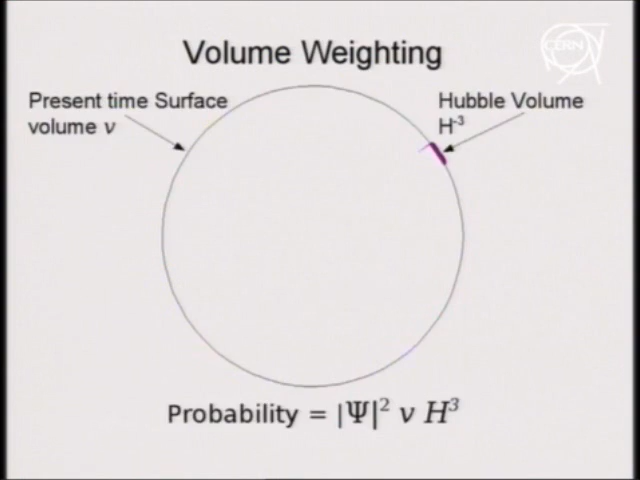 Volume Weighting
CERN
Present time Surface
volume v
Hubble Volume
H⁻³
Probability = |Ψ|² v H³